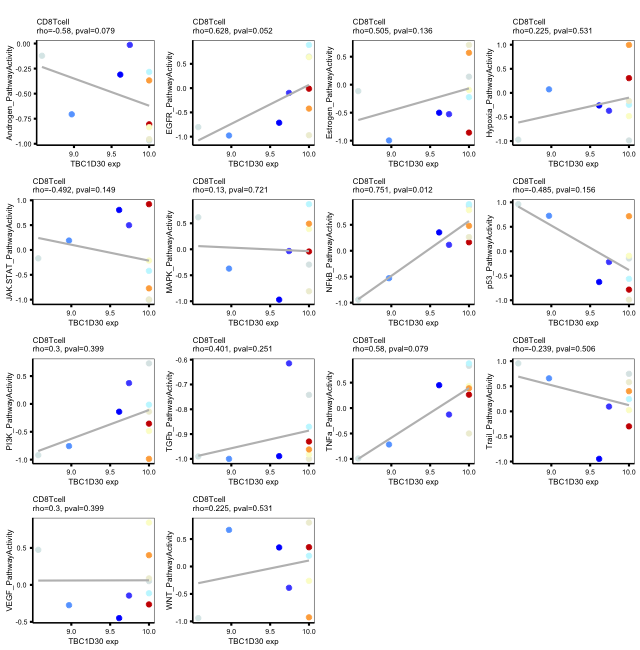 CD8Tcell
rho=-0.58, pval=0.079
Androgen_PathwayActivity
0.00
-0.25
-0.50
-0.75
-1.00
9.0
9.5
10.0
TBC1D30 exp
CD8Tcell
rho=0.628, pval=0.052
EGFR_PathwayActivity
0.5
0.0
-0.5
-1.0
9.0
9.5
10.0
TBC1D30 exp
CD8Tcell
rho=0.505, pval=0.136
Estrogen_PathwayActivity
0.5
0.0
-0.5
-1.0
9.0
9.5
10.0
TBC1D30 exp
CD8Tcell
rho=0.225, pval=0.531
Hypoxia_PathwayActivity
1.0
0.5
0.0
-0.5
-1.0
9.0
9.5
10.0
TBC1D30 exp
CD8Tcell
rho=-0.492, pval=0.149
JAK-STAT_PathwayActivity
1.0
0.5
0.0
-0.5
-1.0
9.0
9.5
10.0
TBC1D30 exp
CD8Tcell
rho=0.13, pval=0.721
MAPK_PathwayActivity
0.5
0.0
-0.5
-1.0
9.0
9.5
10.0
TBC1D30 exp
CD8Tcell
rho=0.751, pval=0.012
NFkB_PathwayActivity
0.5
0.0
-0.5
-1.0
9.0
9.5
10.0
TBC1D30 exp
CD8Tcell
rho=-0.485, pval=0.156
p53_PathwayActivity
1.0
0.5
0.0
-0.5
-1.0
9.0
9.5
10.0
TBC1D30 exp
CD8Tcell
rho=0.3, pval=0.399
PI3K_PathwayActivity
0.5
0.0
-0.5
-1.0
9.0
9.5
10.0
TBC1D30 exp
CD8Tcell
rho=0.401, pval=0.251
TGFb_PathwayActivity
-0.6
-0.7
-0.8
-0.9
-1.0
9.0
9.5
10.0
TBC1D30 exp
CD8Tcell
rho=0.58, pval=0.079
TNFa_PathwayActivity
0.5
0.0
-0.5
-1.0
9.0
9.5
10.0
TBC1D30 exp
CD8Tcell
rho=-0.239, pval=0.506
Trail_PathwayActivity
1.0
0.5
0.0
-0.5
-1.0
9.0
9.5
10.0
TBC1D30 exp
CD8Tcell
rho=0.3, pval=0.399
VEGF_PathwayActivity
0.5
0.0
-0.5
9.0
9.5
10.0
TBC1D30 exp
CD8Tcell
rho=0.225, pval=0.531
WNT_PathwayActivity
0.5
0.0
-0.5
9.0
9.5
10.0
TBC1D30 exp